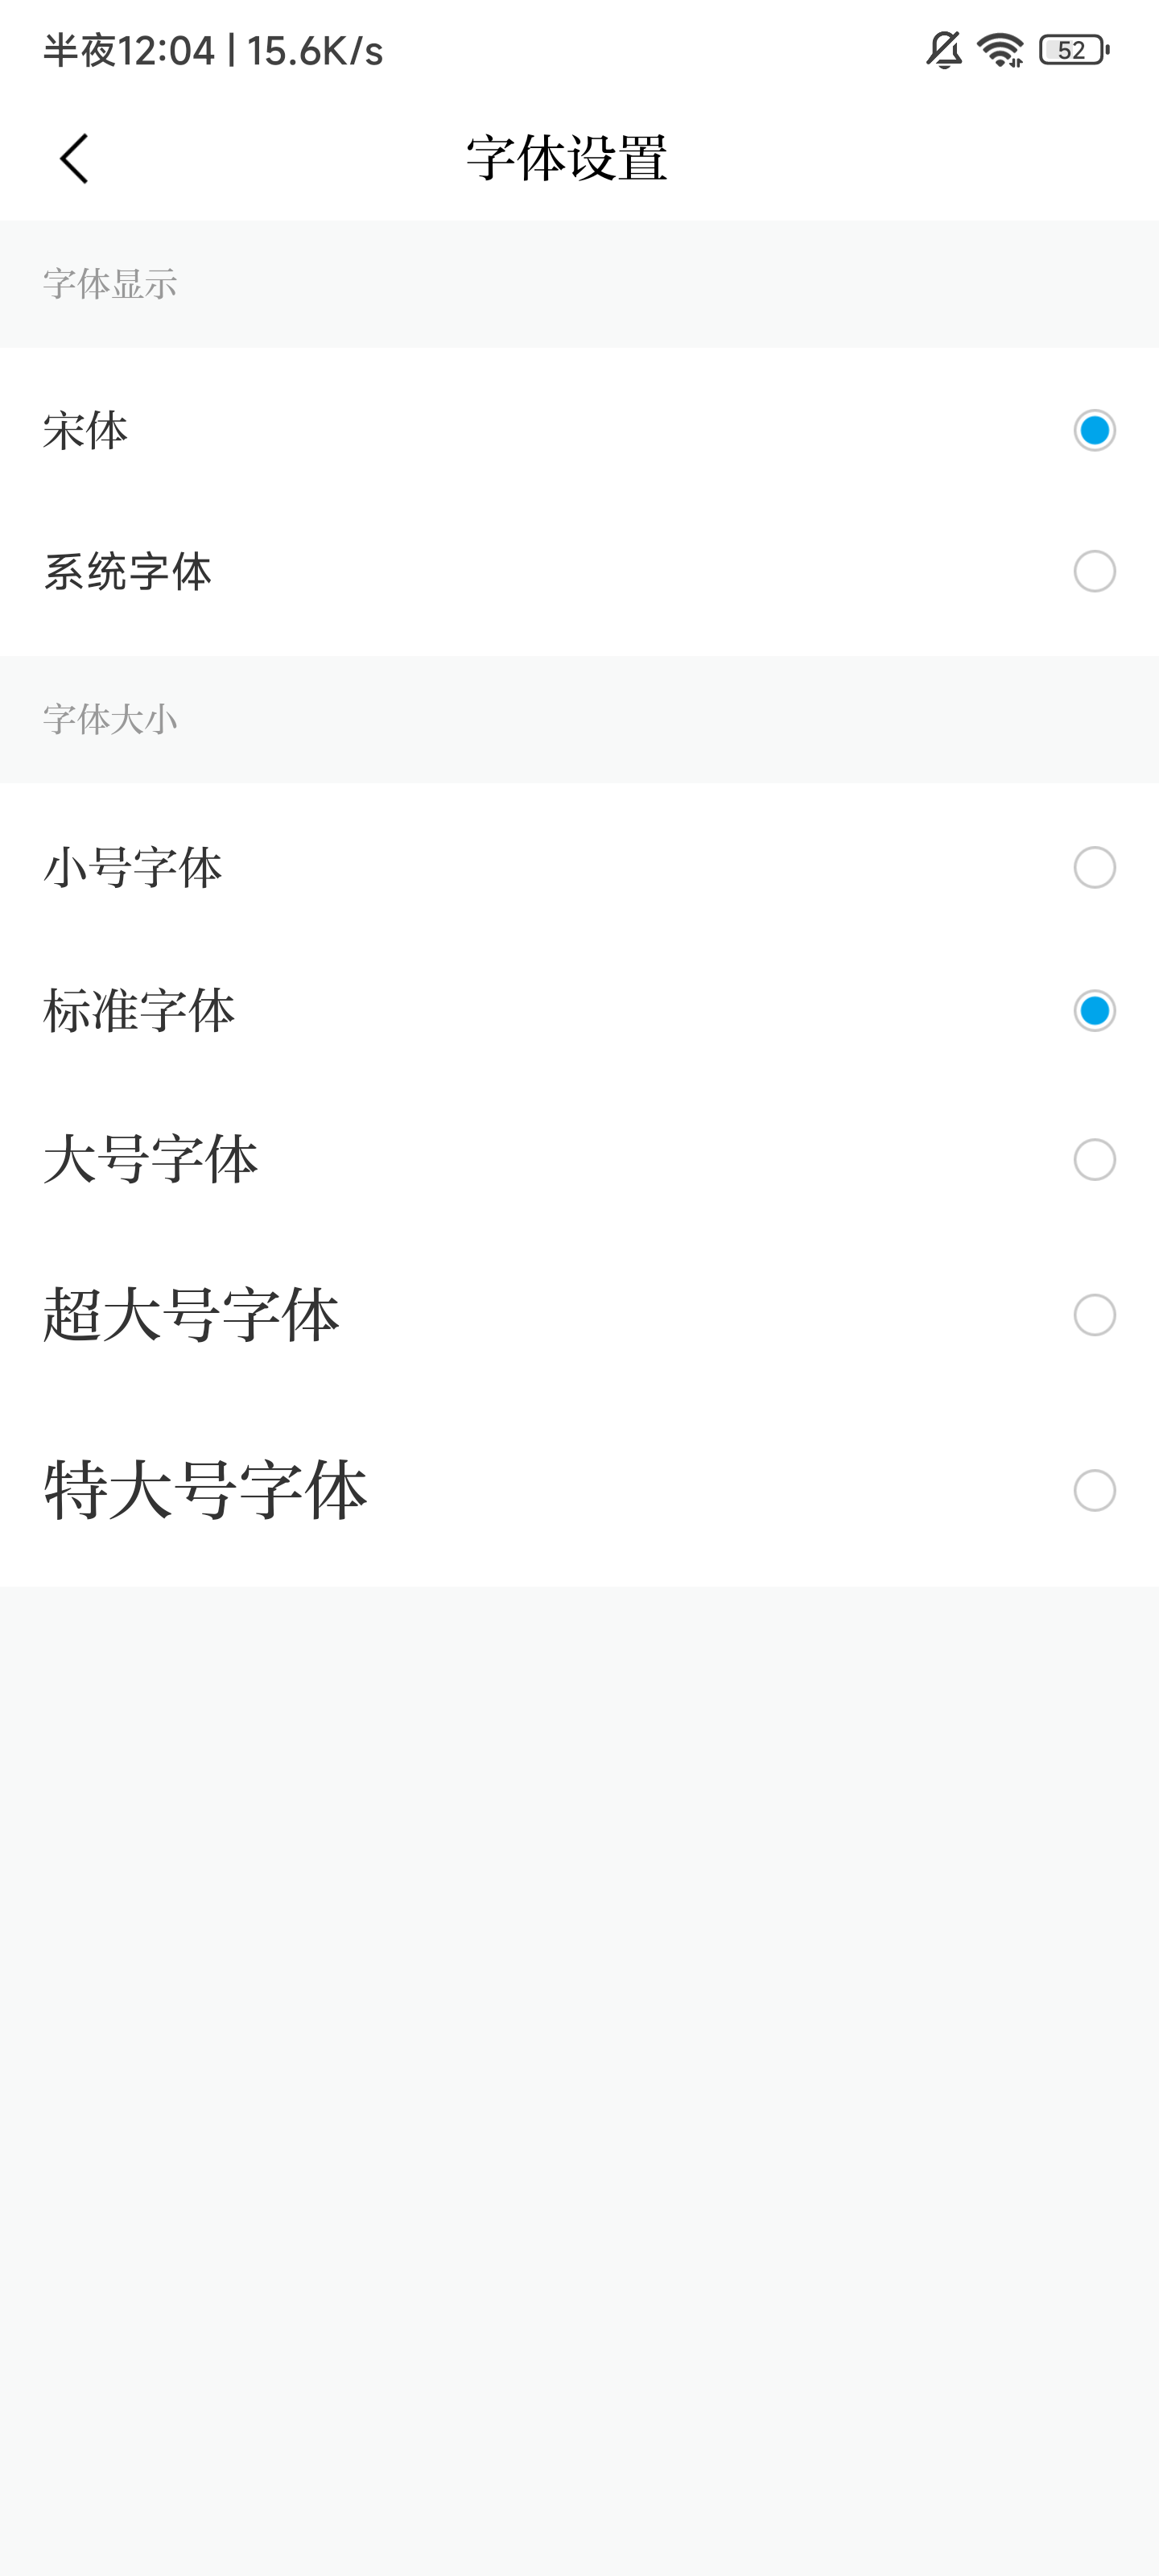 半夜12:04 | 15.6K/s
52
字体设置
字体显示
宋体
系统字体
字体大小
小号字体
标准字体
大号字体
超大号字体
特大号字体